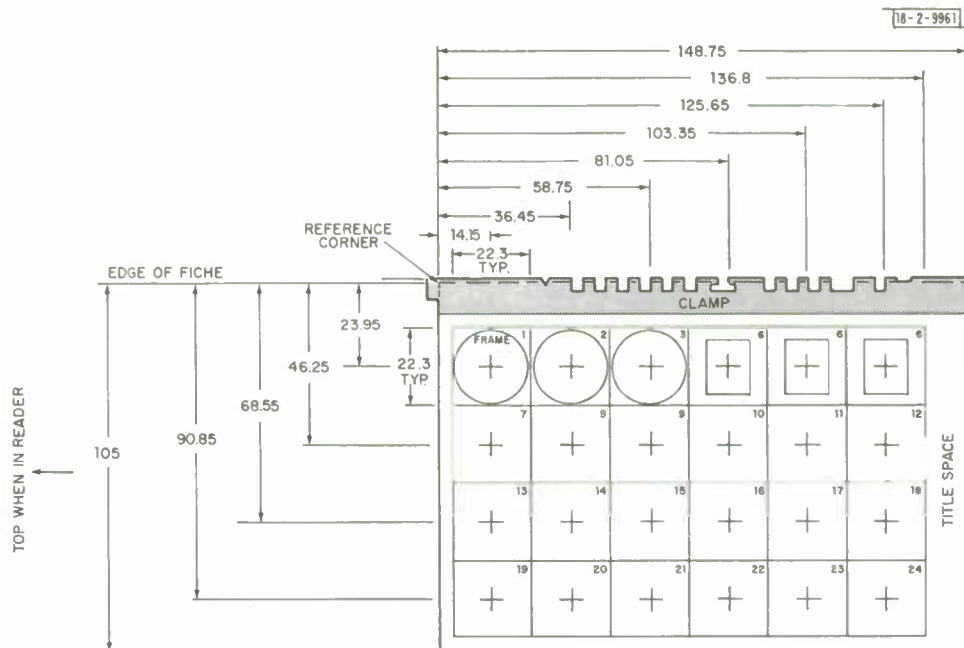 18-2-9961
148.75
136.8
125.65
103.35
81.05
58.75
36.45
REFERENCE
CORNER
14.15
22.3
TYP.
EDGE OF FICHE
CLAMP
23.95
46.25
68.55
90.85
105
22.3
TYP
TOP WHEN IN READER
FRAME 1 2 3 6 6 6
7 8 9 10 11 12
13 14 15 16 17 18
19 20 21 22 23 24
TITLE SPACE